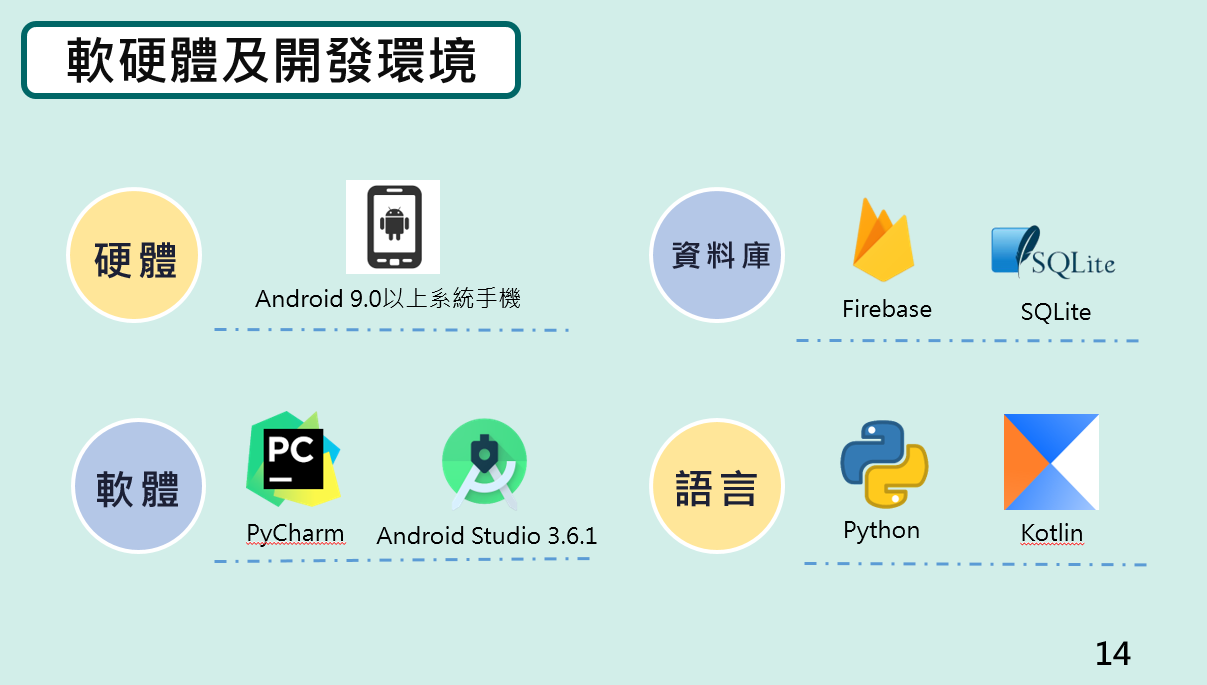 軟硬體及開發環境
硬體
Android 9.0以上系統手機
資料庫
Firebase
SQLite
SQLite
軟體
PC
PyCharm
Android Studio 3.6.1
語言
Python
Kotlin
14